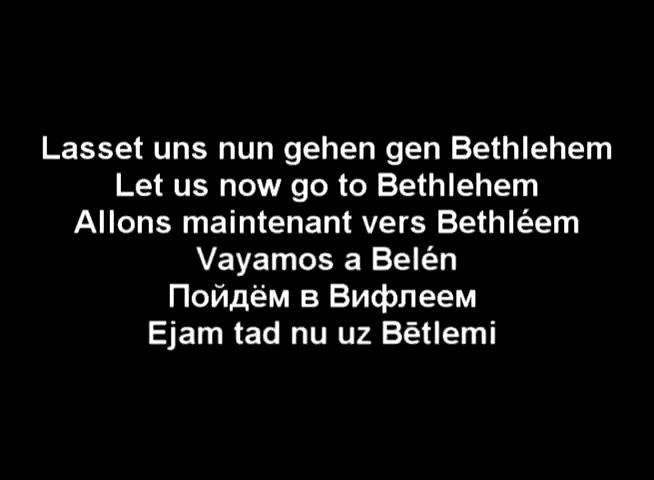 Lasset uns nun gehen gen Bethlehem
Let us now go to Bethlehem
Allons maintenant vers Bethléem
Vayamos a Belén
Пойдём в Вифлеем
Ejam tad nu uz Bētlemi